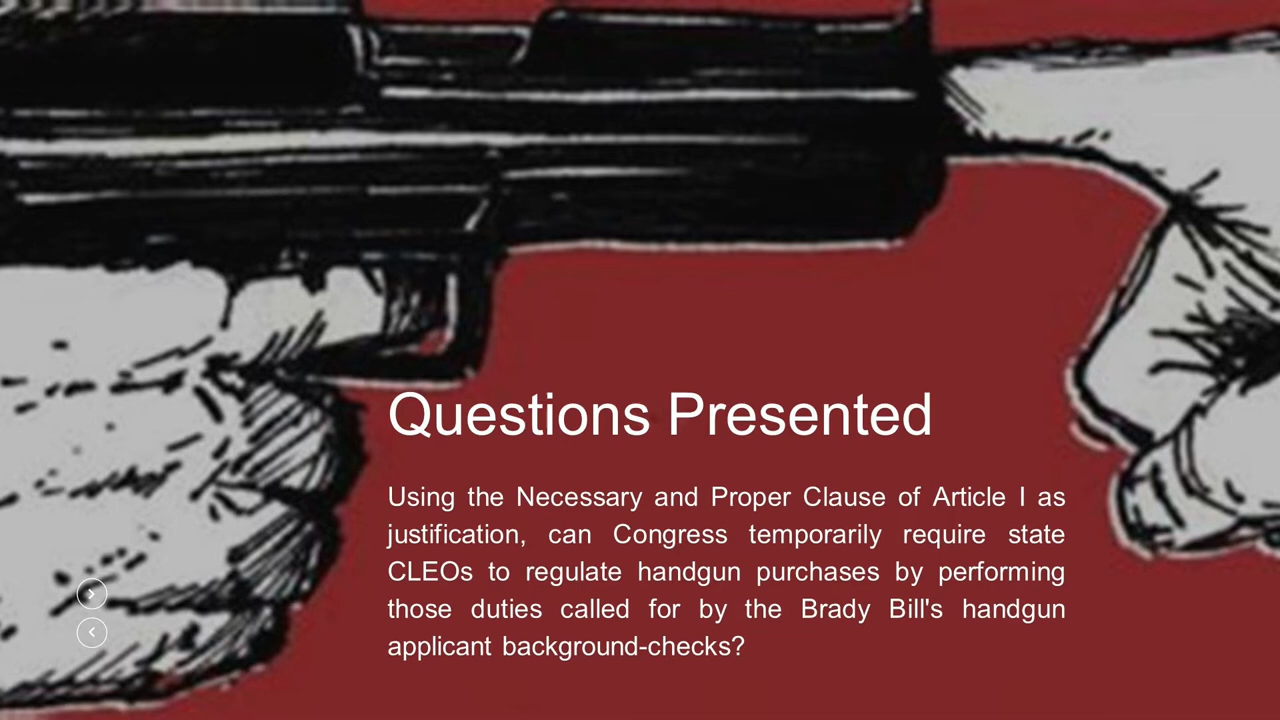 Questions Presented
Using the Necessary and Proper Clause of Article I as
justification, can Congress temporarily require state
CLEOs to regulate handgun purchases by performing
those duties called for by the Brady Bill's handgun
applicant background-checks?